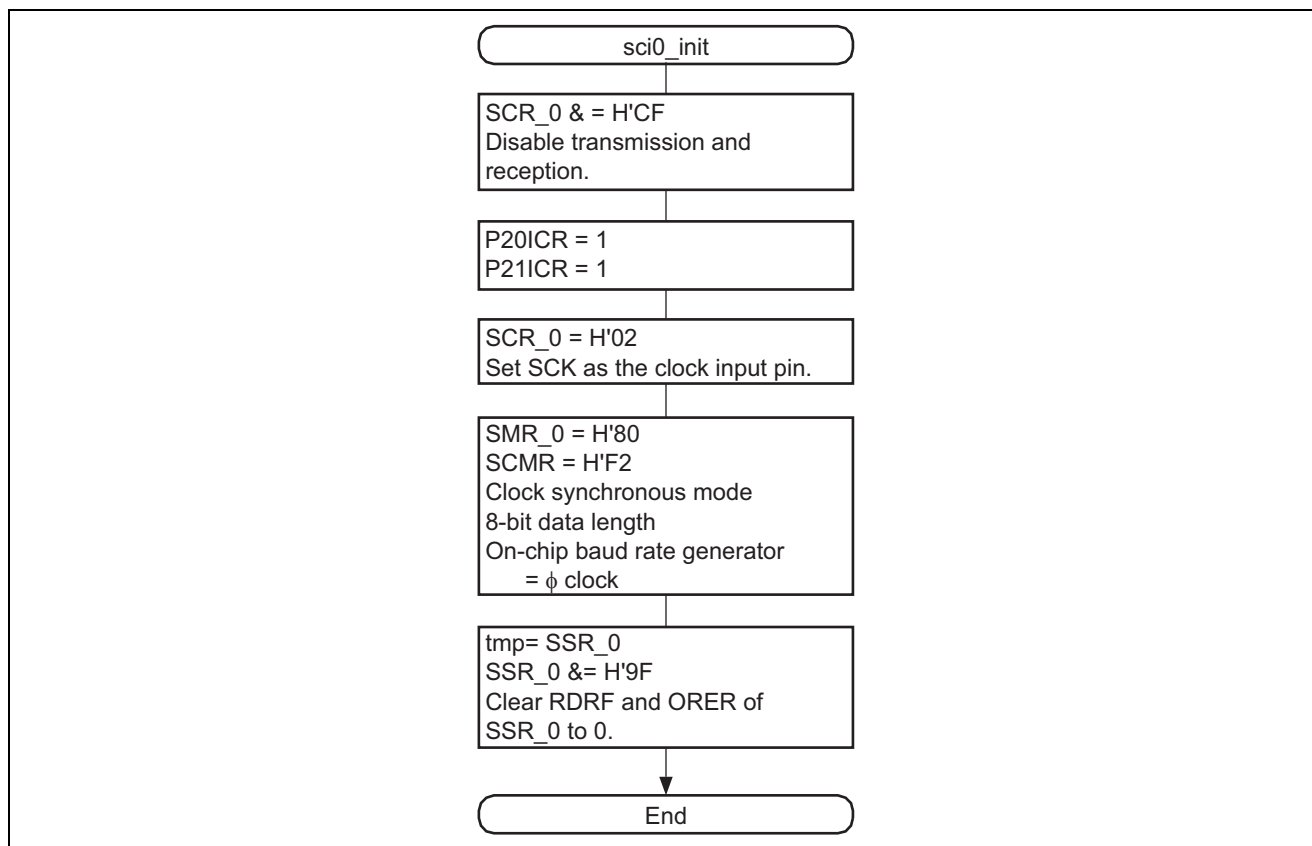 sci0_init
SCR_0 & = H'CF
Disable transmission and
reception.
P20ICR = 1
P21ICR = 1
SCR_0 = H'02
Set SCK as the clock input pin.
SMR_0 = H'80
SCMR = H'F2
Clock synchronous mode
8-bit data length
On-chip baud rate generator
= ϕ clock
tmp= SSR_0
SSR_0 &= H'9F
Clear RDRF and ORER of
SSR_0 to 0.
End